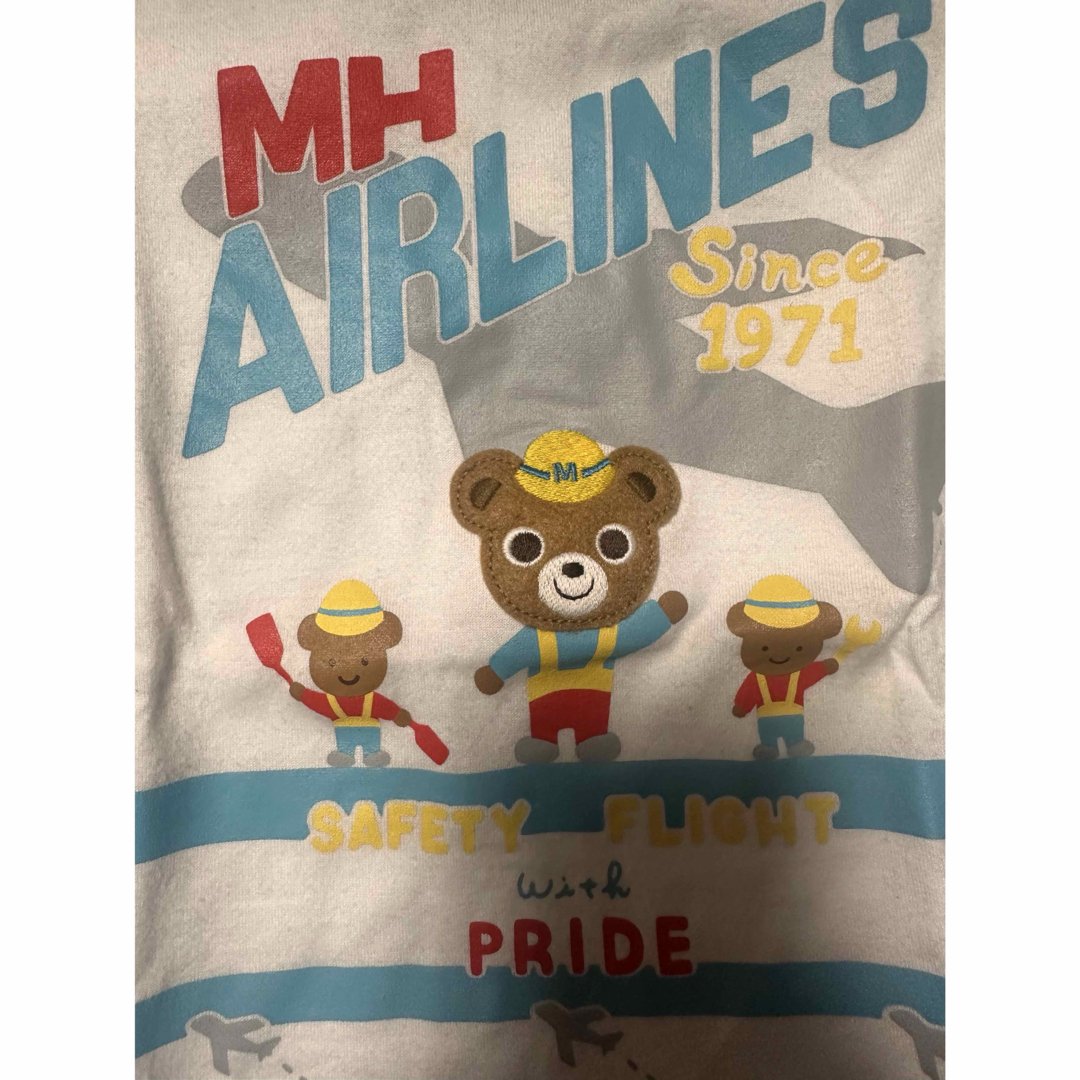 MH
AIRLINES
Since
1971
M
SAFETY FLIGHT
with
PRIDE